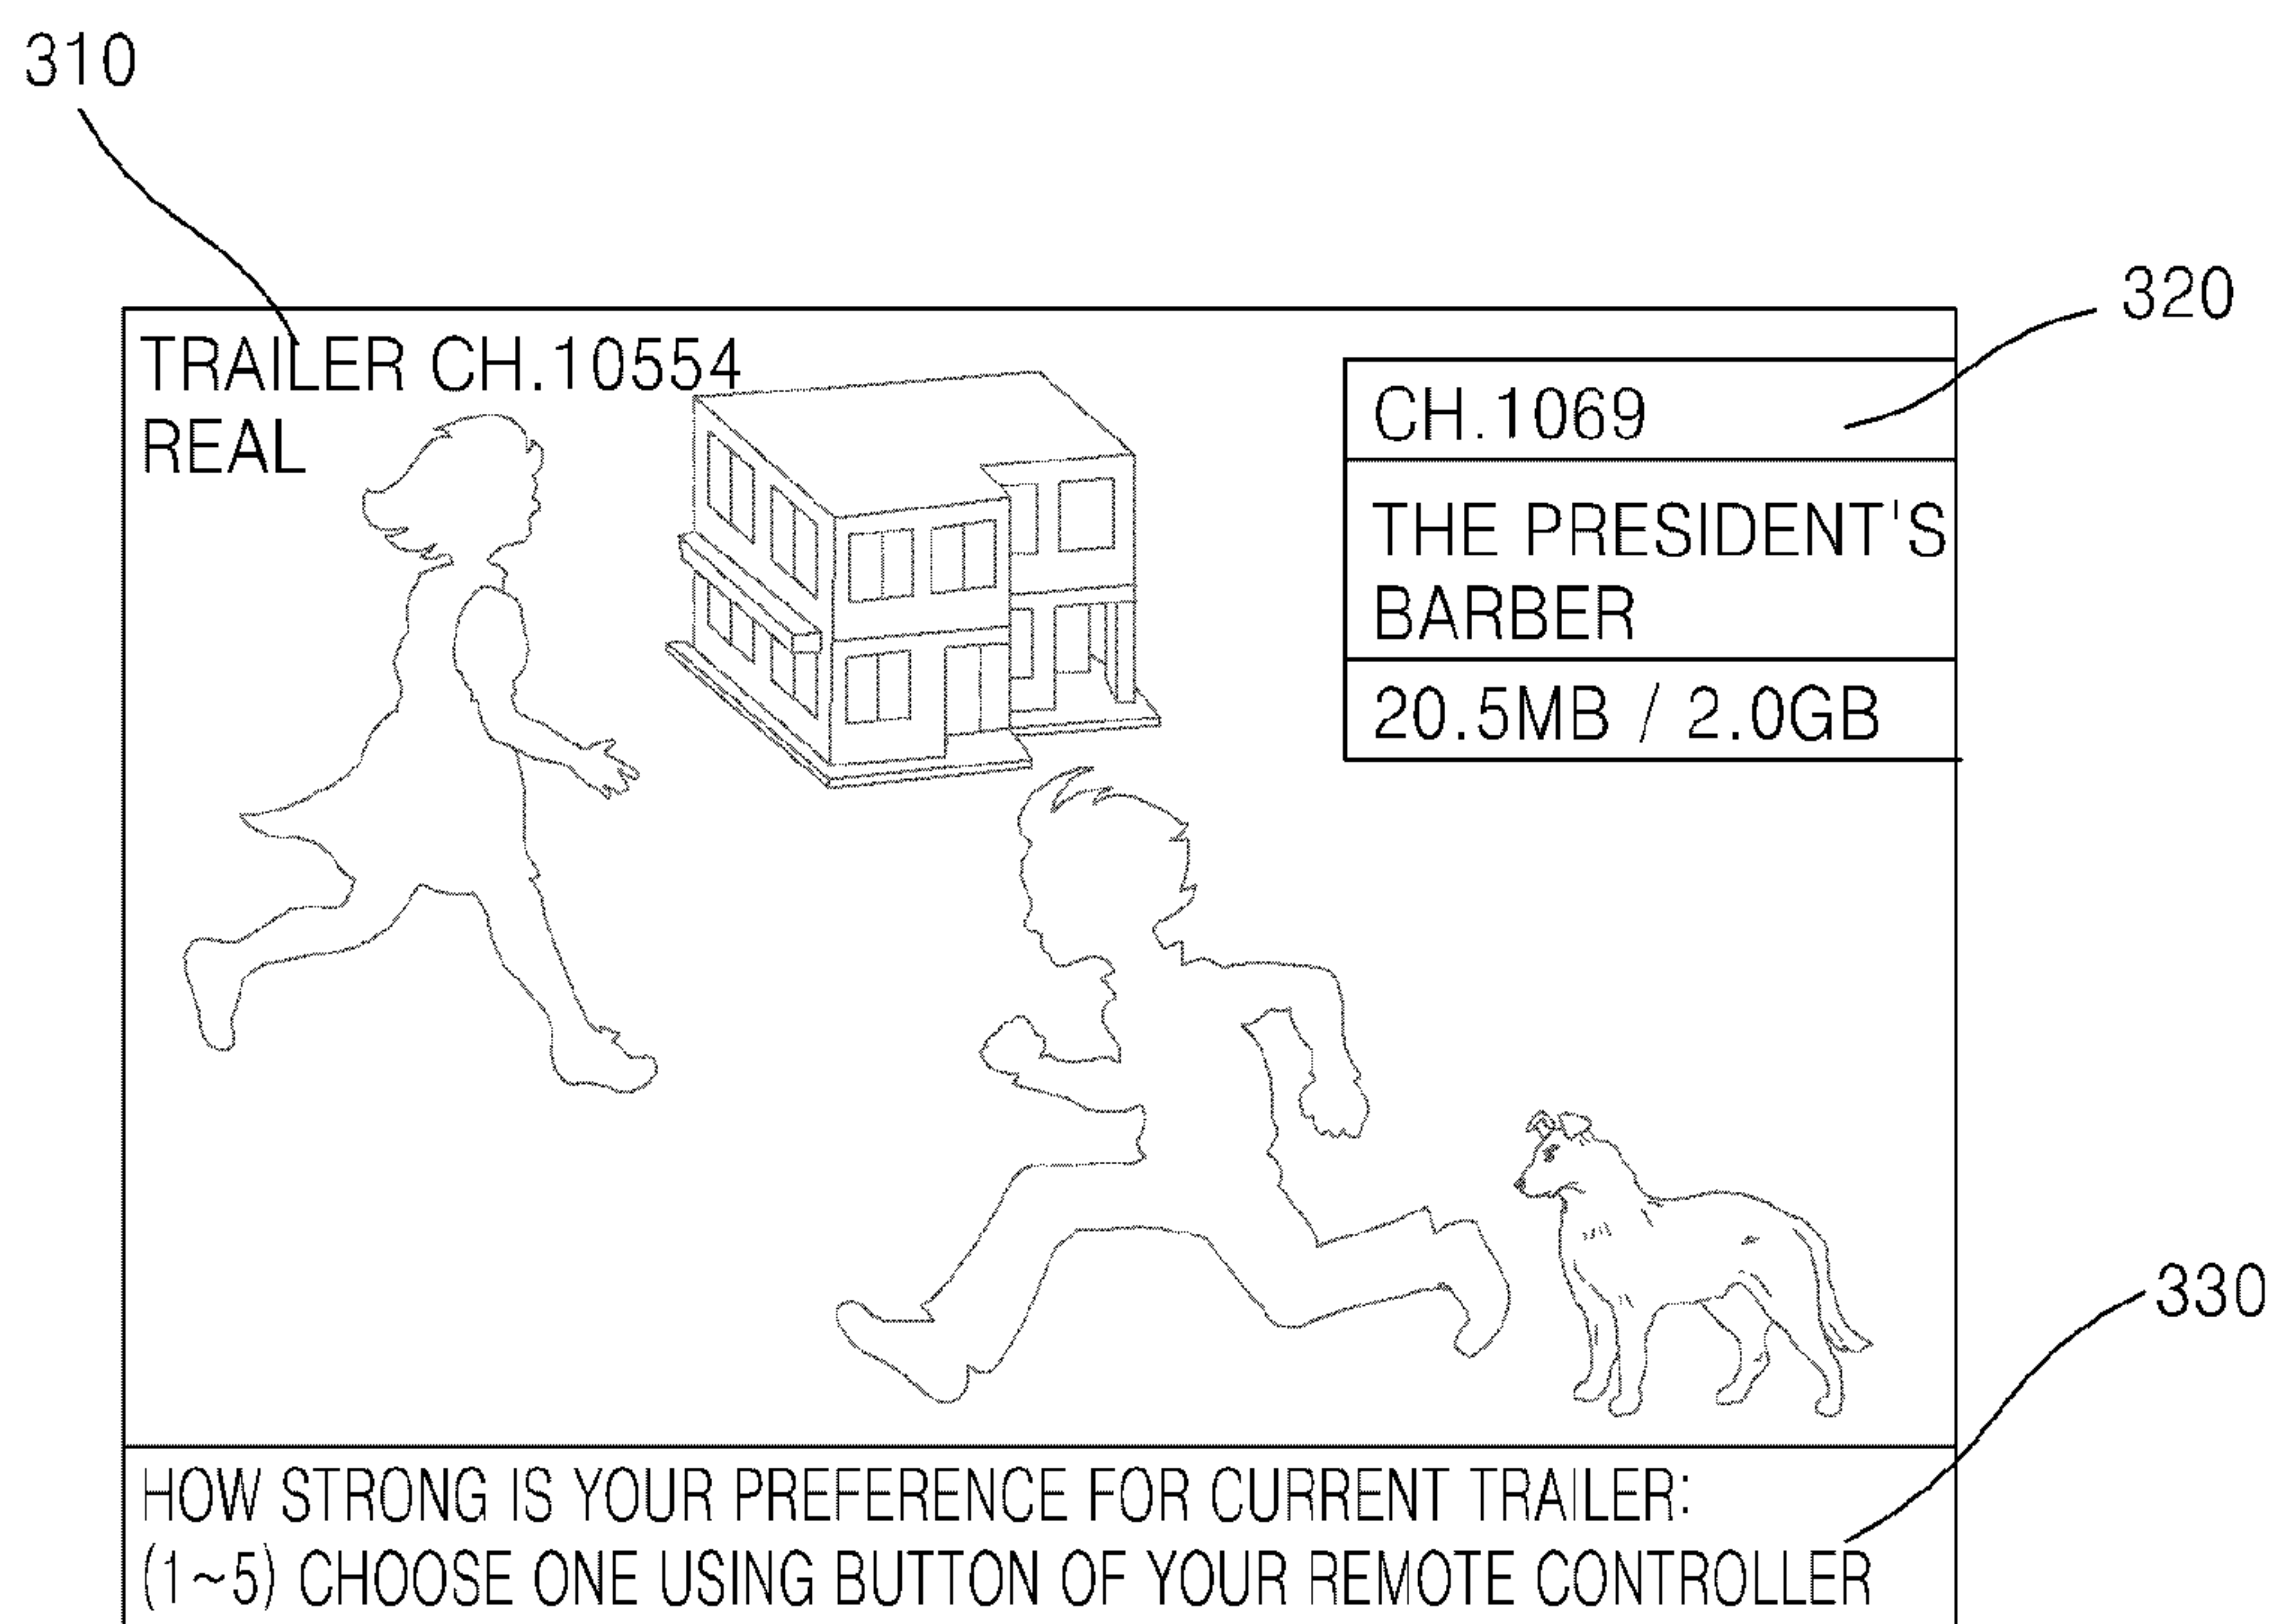 310
320
TRAILER CH.10554
REAL
CH.1069
THE PRESIDENT'S
BARBER
20.5MB / 2.0GB
330
HOW STRONG IS YOUR PREFERENCE FOR CURRENT TRAILER:
(1~5) CHOOSE ONE USING BUTTON OF YOUR REMOTE CONTROLLER